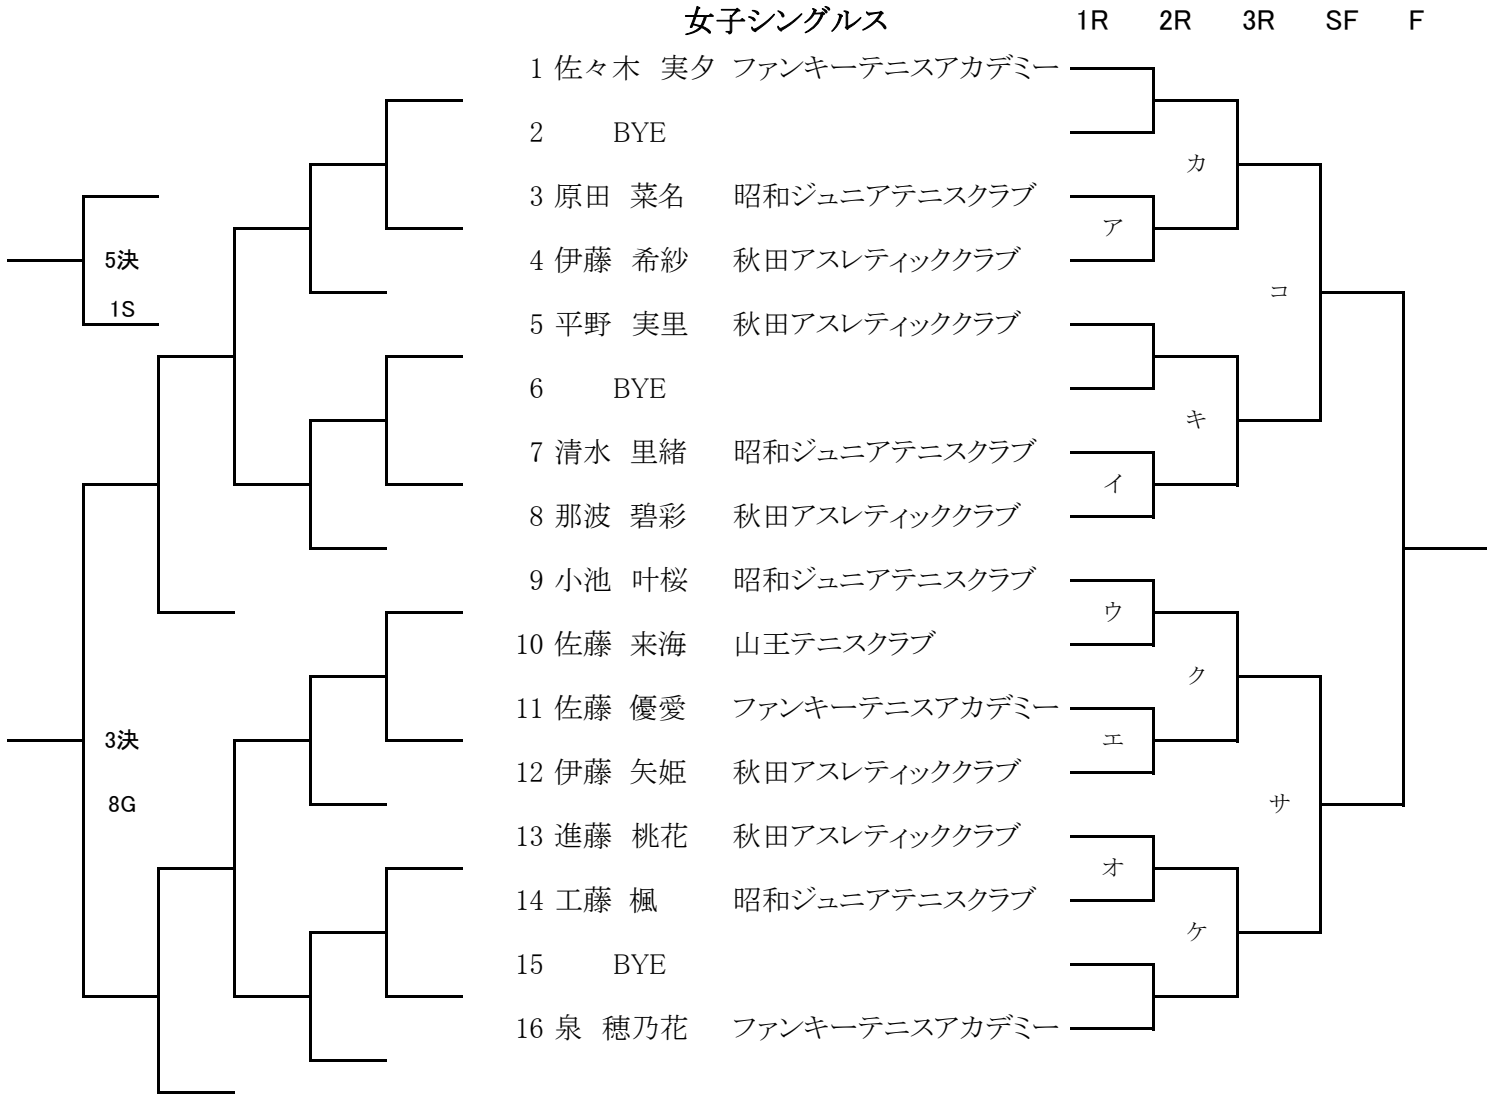 女子シングルス 1R 2R 3R SF F
1 佐々木 実夕 ファンキーテニスアカデミー
2 BYE
カ
3 原田 菜名 昭和ジュニアテニスクラブ
ア
5決 4 伊藤 希紗 秋田アスレティッククラブ
コ
1S
5 平野 実里 秋田アスレティッククラブ
6 BYE
キ
7 清水 里緒 昭和ジュニアテニスクラブ
イ
8 那波 碧彩 秋田アスレティッククラブ
9 小池 叶桜 昭和ジュニアテニスクラブ
ウ
10 佐藤 来海 山王テニスクラブ
ク
11 佐藤 優愛 ファンキーテニスアカデミー
3決 エ
12 伊藤 矢姫 秋田アスレティッククラブ
8G サ
13 進藤 桃花 秋田アスレティッククラブ
オ
14 工藤 楓 昭和ジュニアテニスクラブ
ケ
15 BYE
16 泉 穂乃花 ファンキーテニスアカデミー